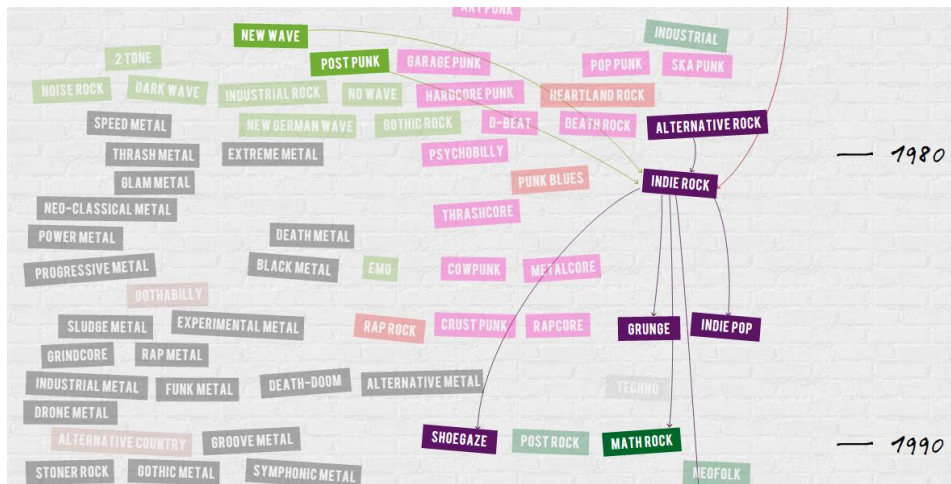 ART PUNK
NEW WAVE
INDUSTRIAL
2 TONE
POST PUNK
GARAGE PUNK
POP PUNK
SKA PUNK
NOISE ROCK
DARK WAVE
INDUSTRIAL ROCK
NO WAVE
HARDCORE PUNK
HEARTLAND ROCK
SPEED METAL
NEW GERMAN WAVE
GOTHIC ROCK
D-BEAT
DEATH ROCK
ALTERNATIVE ROCK
THRASH METAL
EXTREME METAL
PSYCHOBILLY
1980
GLAM METAL
PUNK BLUES
INDIE ROCK
NEO-CLASSICAL METAL
THRASHCORE
POWER METAL
DEATH METAL
PROGRESSIVE METAL
BLACK METAL
EMO
COWPUNK
METALCORE
GOTHABILLY
SLUDGE METAL
EXPERIMENTAL METAL
RAP ROCK
CRUST PUNK
RAPCORE
GRUNGE
INDIE POP
GRINDCORE
RAP METAL
INDUSTRIAL METAL
FUNK METAL
DEATH-DOOM
ALTERNATIVE METAL
TECHNO
DRONE METAL
ALTERNATIVE COUNTRY
GROOVE METAL
SHOEGAZE
POST ROCK
MATH ROCK
1990
STONER ROCK
GOTHIC METAL
SYMPHONIC METAL
NEOFOLK